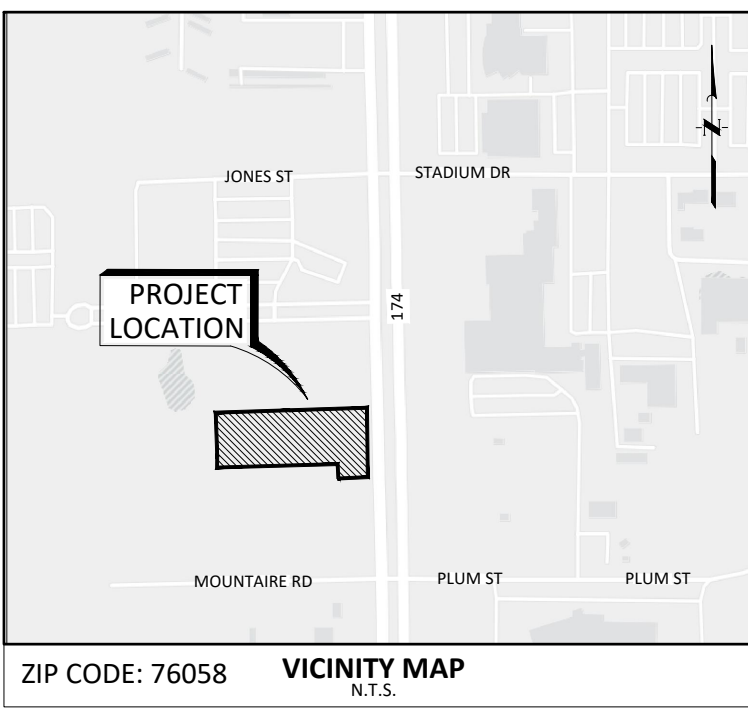 JONES ST
STADIUM DR
N
PROJECT
LOCATION
174
MOUNTAIRE RD
PLUM ST
PLUM ST
ZIP CODE: 76058
VICINITY MAP
N.T.S.